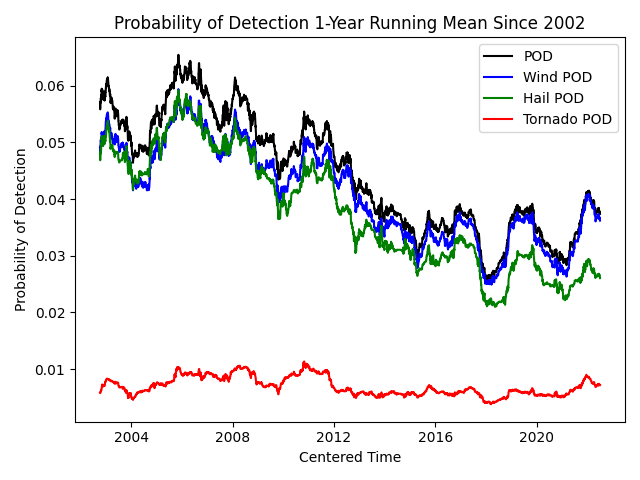 Probability of Detection 1-Year Running Mean Since 2002
POD
Wind POD
Hail POD
Tornado POD
Probability of Detection
0.06
0.05
0.04
0.03
0.02
0.01
2004 2008 2012 2016 2020
Centered Time